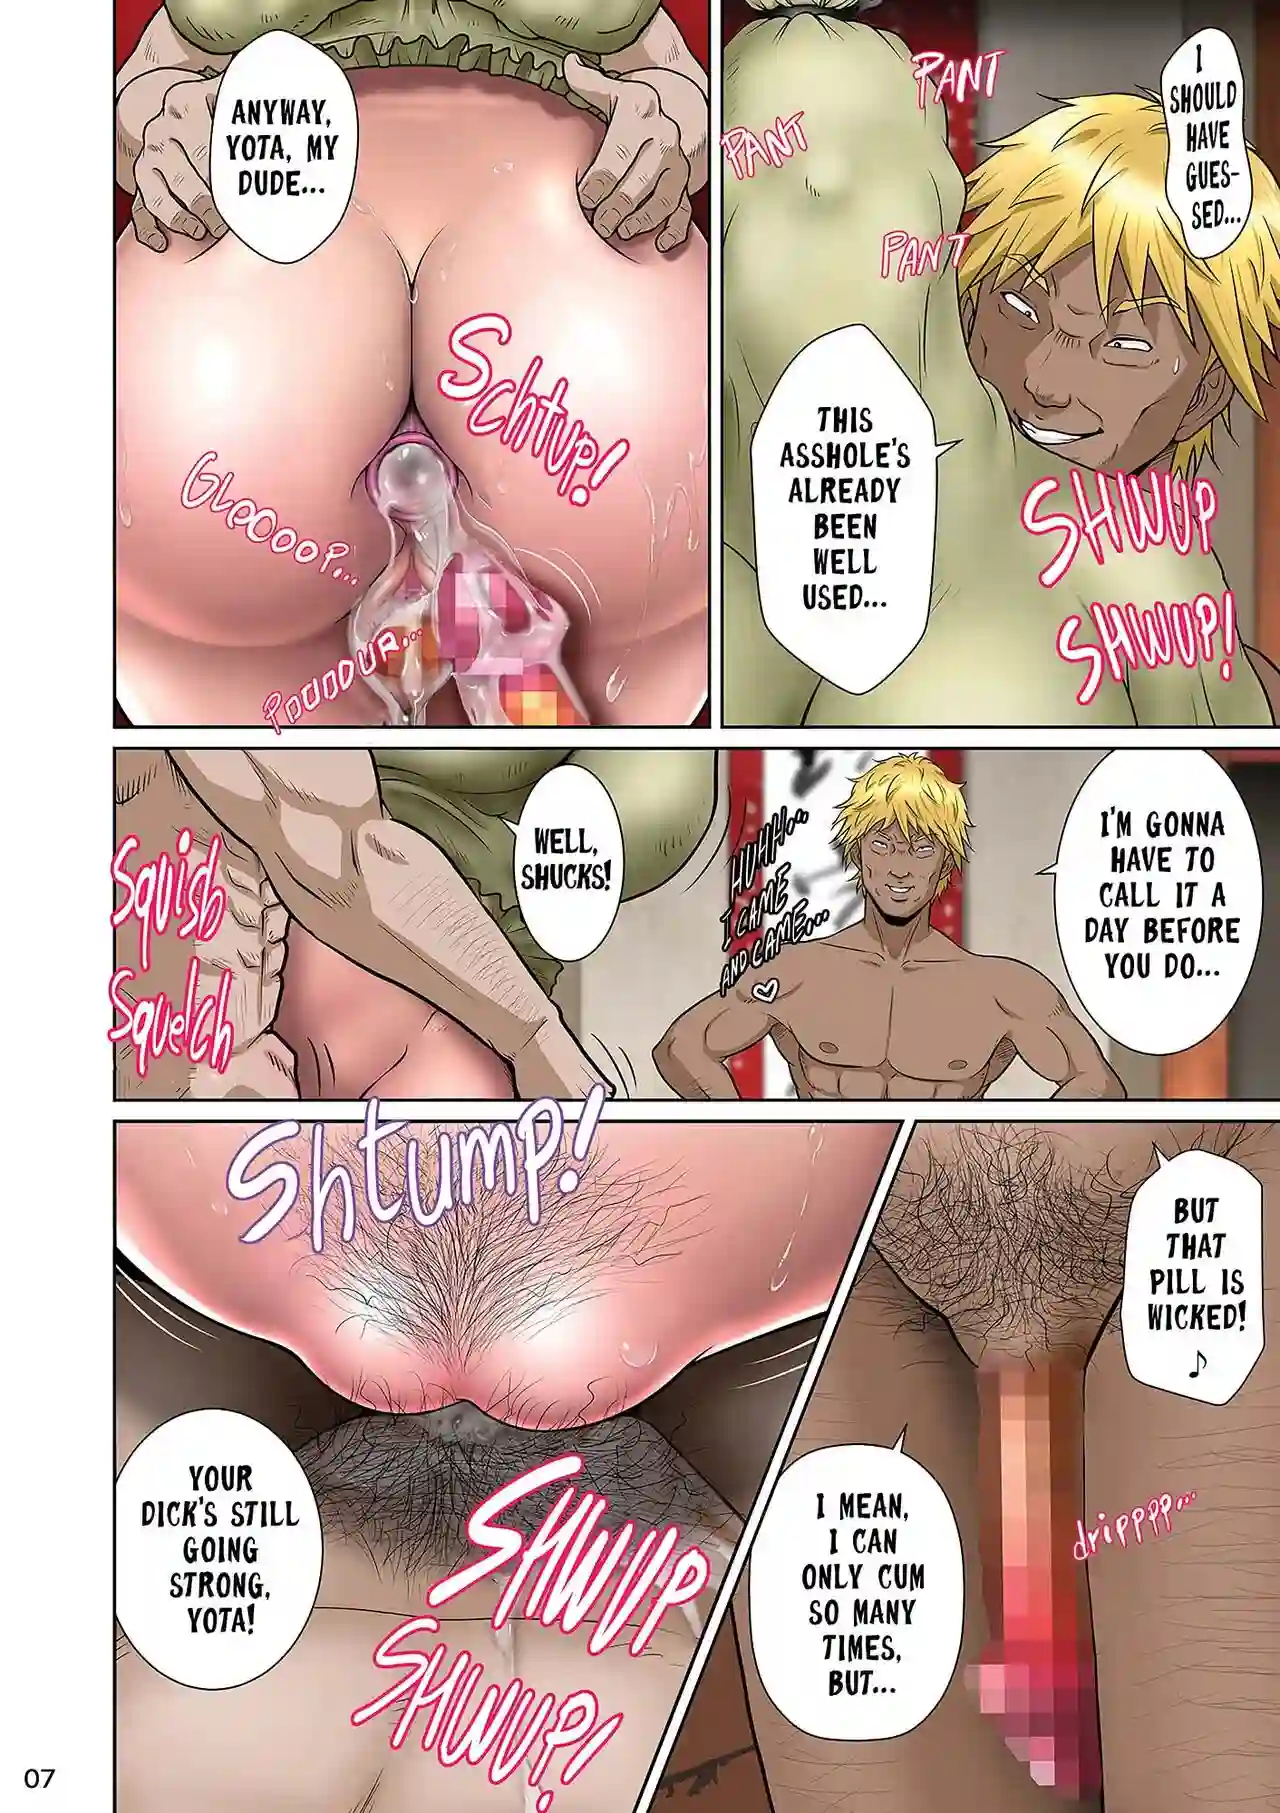 I
SHOULD
HAVE
GUES-
SED...
PANT
PANT
PANT
THIS
ASSHOLE'S
ALREADY
BEEN
WELL
USED...
SHWUP
SHWUP!
ANYWAY,
YOTA, MY
DUDE...
SCHTUP!
GLOOOOP...
POUODUR...
I'M GONNA
HAVE TO
CALL IT A
DAY BEFORE
YOU DO...
HUHH...
I CAME
AND CAME...
WELL,
SHUCKS!
Squish
Squelch
BUT
THAT
PILL IS
WICKED!
♪
I MEAN,
I CAN
ONLY CUM
SO MANY
TIMES,
BUT...
dripppp...
Shtump!
YOUR
DICK'S STILL
GOING
STRONG,
YOTA!
SHWUP
SHWUP!
07